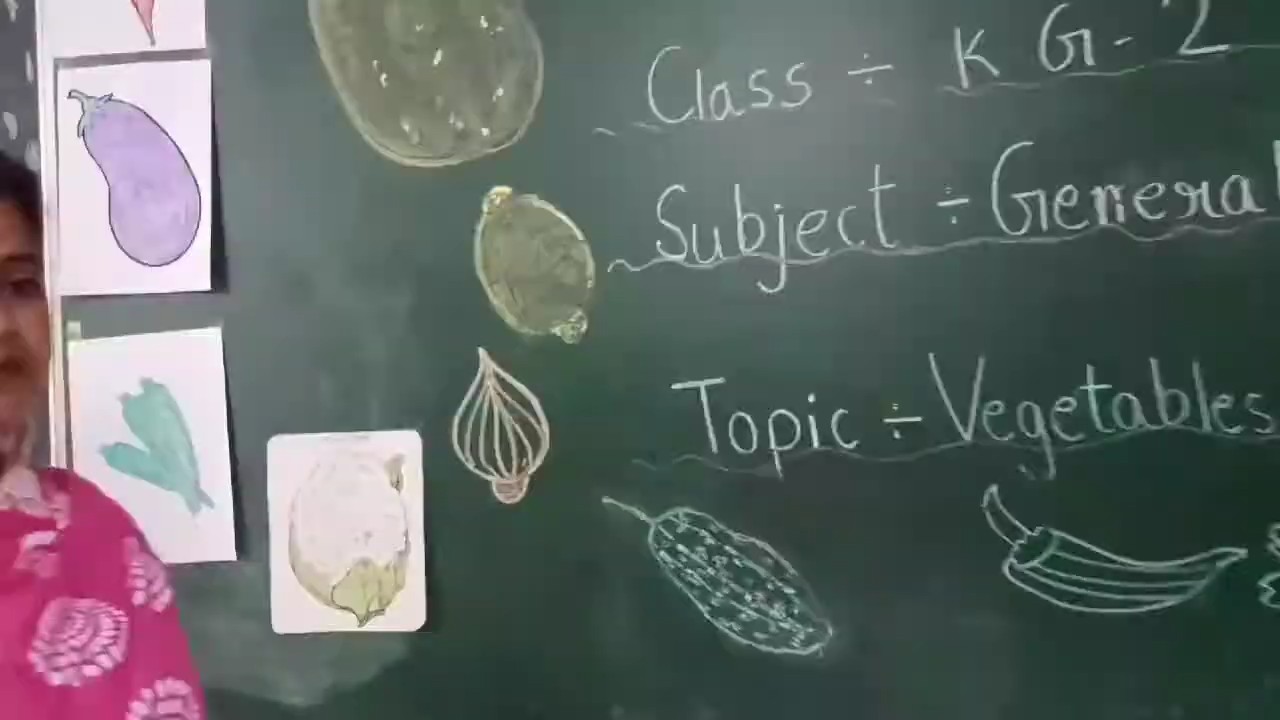 Class ÷ K G - 2
Subject ÷ General
Topic ÷ Vegetables